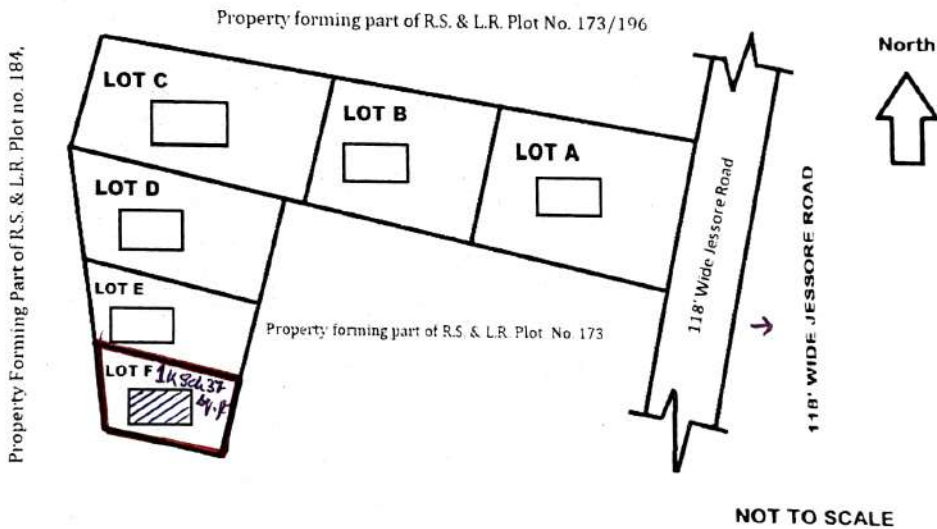 Property forming part of R.S. & L.R. Plot No. 173/196
North
LOT C
LOT B
LOT A
LOT D
LOT E
LOT F
Property forming part of R.S. & L.R. Plot No. 173
Property Forming Part of R.S. & L.R. Plot no. 184,
118' Wide Jessore Road
118' WIDE JESSORE ROAD
37
NOT TO SCALE